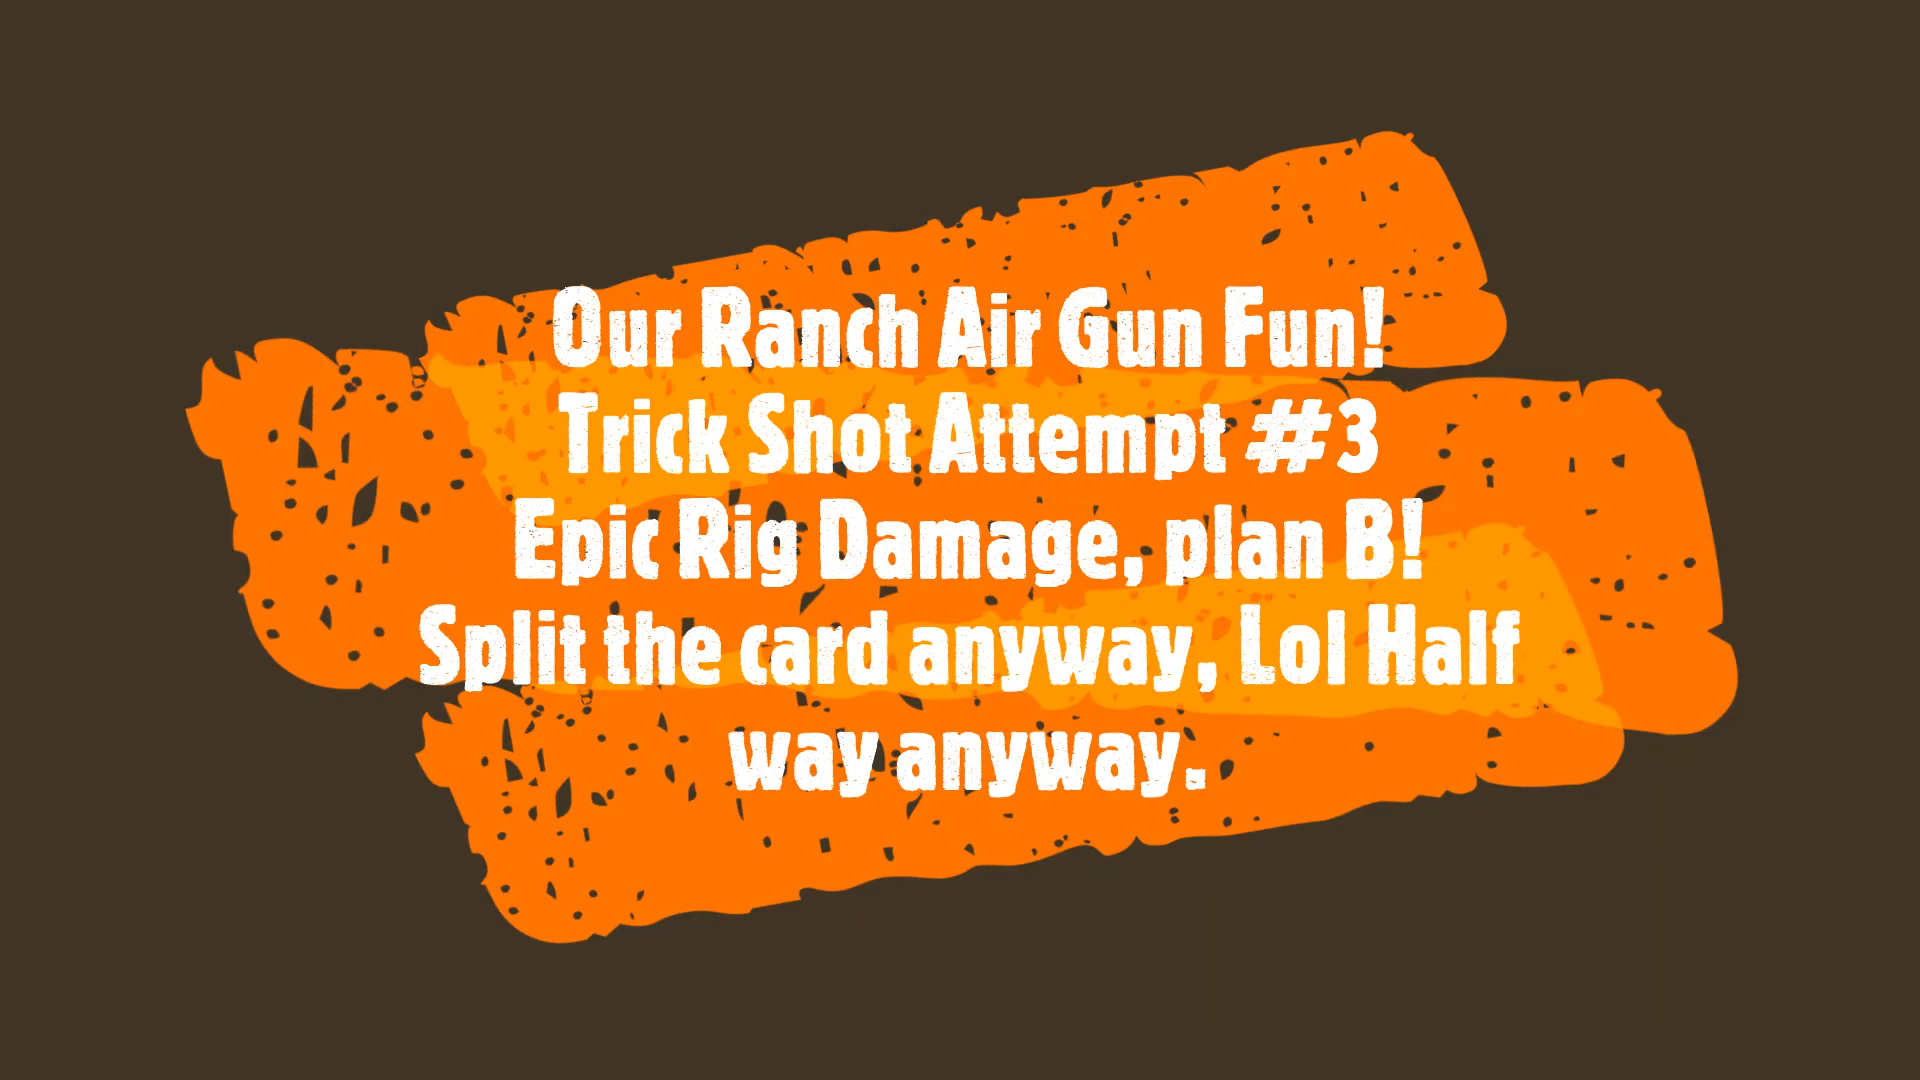 Our Ranch Air Gun Fun!
Trick Shot Attempt #3
Epic Rig Damage, plan B!
Split the card anyway, Lol Half
way anyway.